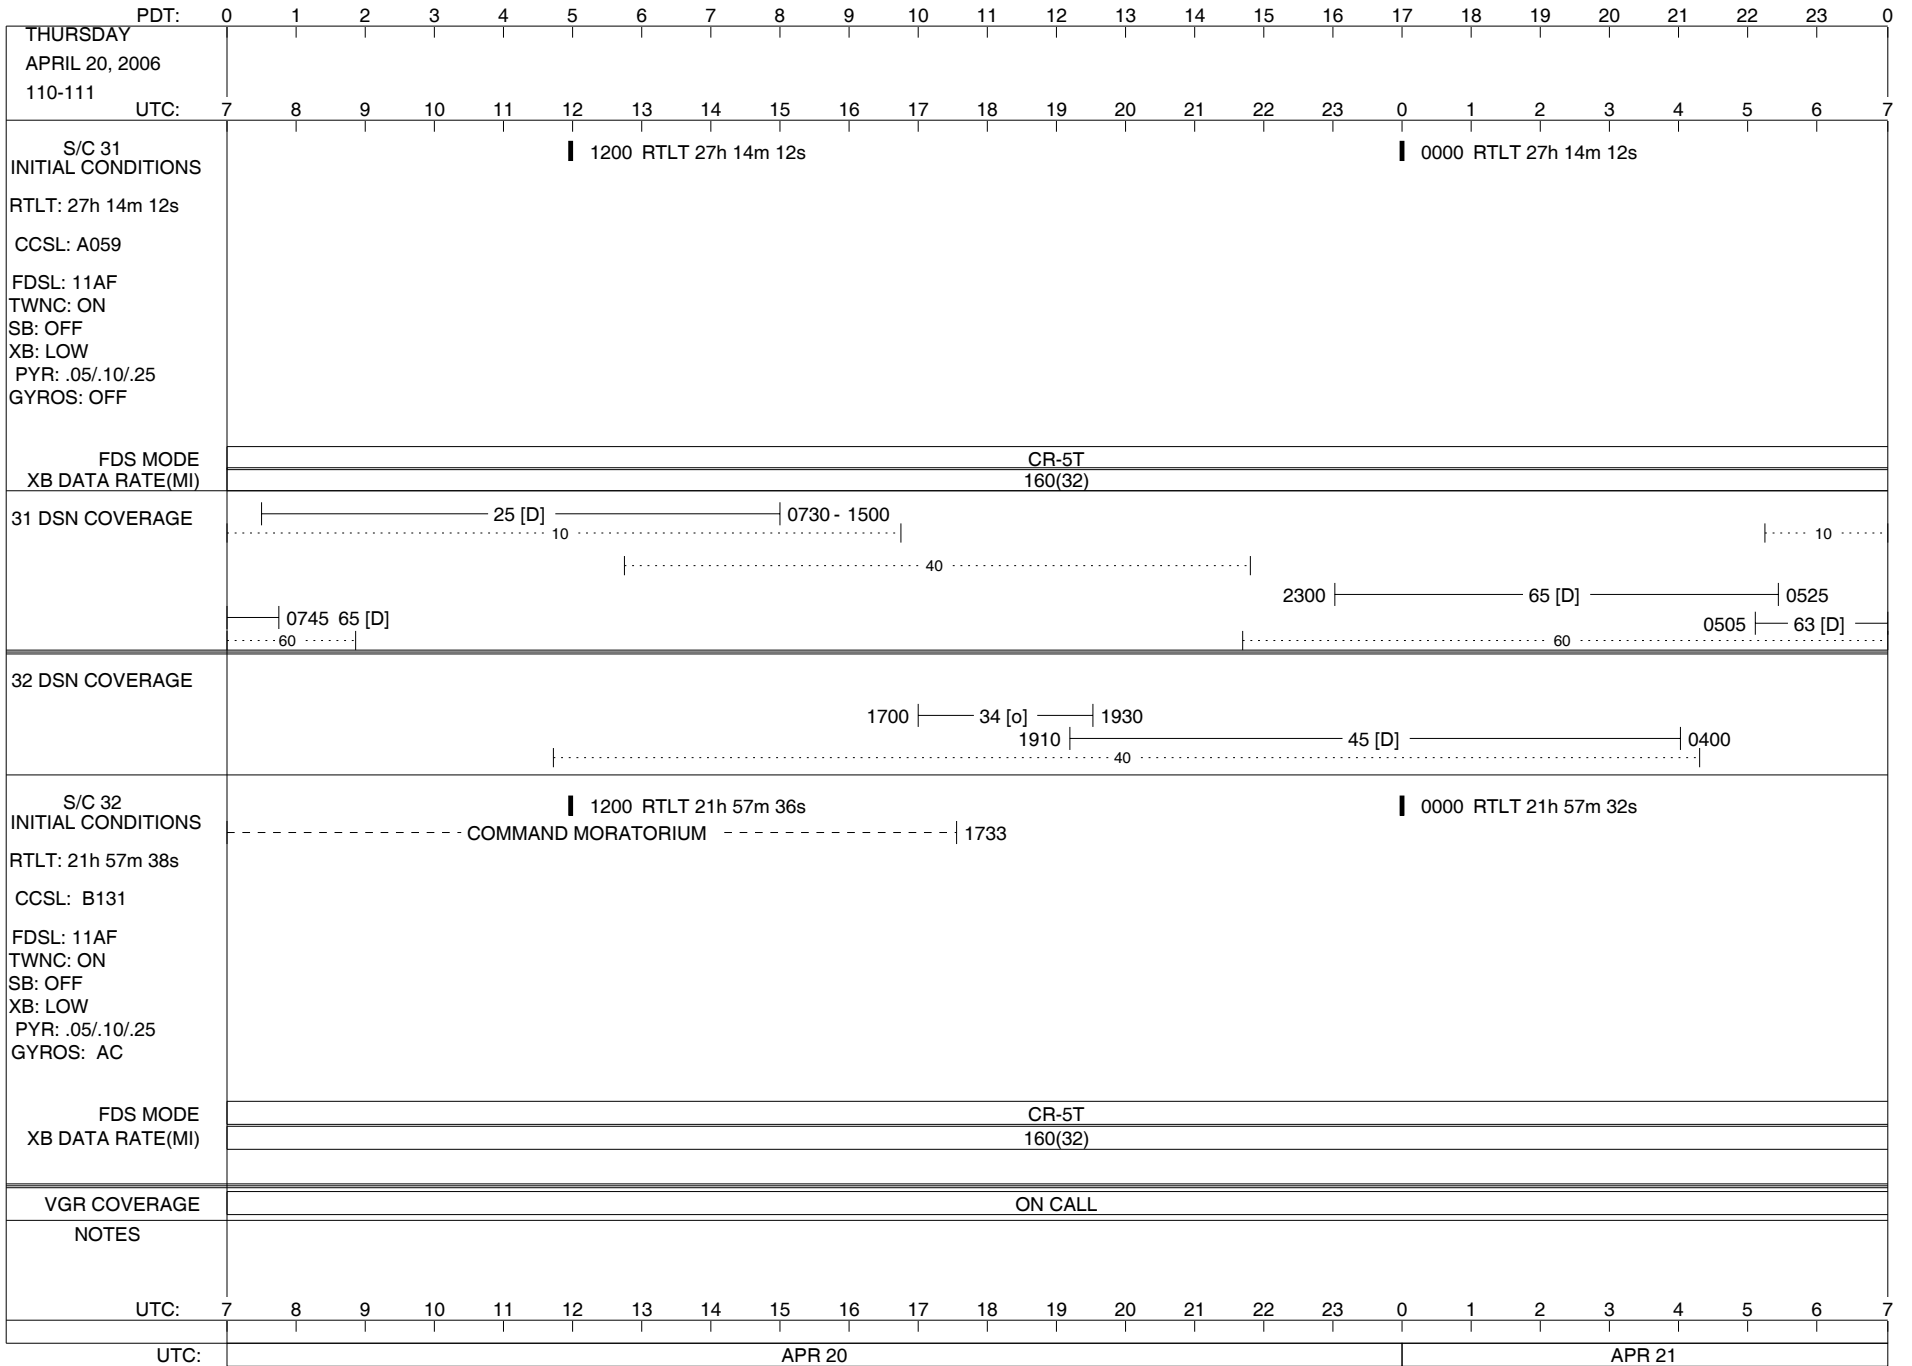 PDT: 0 1 2 3 4 5 6 7 8 9 10 11 12 13 14 15 16 17 18 19 20 21 22 23 0
THURSDAY
APRIL 20, 2006
110-111
UTC: 7 8 9 10 11 12 13 14 15 16 17 18 19 20 21 22 23 0 1 2 3 4 5 6 7
S/C 31
INITIAL CONDITIONS
1200 RTLT 27h 14m 12s
0000 RTLT 27h 14m 12s
RTLT: 27h 14m 12s
CCSL: A059
FDSL: 11AF
TWNC: ON
SB: OFF
XB: LOW
PYR: .05/.10/.25
GYROS: OFF
FDS MODE CR-5T
XB DATA RATE(MI) 160(32)
31 DSN COVERAGE
25 [D] 0730 - 1500
10 10
40
2300 65 [D] 0525
0745 65 [D]
0505 63 [D]
60 60
32 DSN COVERAGE
1700 34 [o] 1930
1910 45 [D] 0400
40
S/C 32
INITIAL CONDITIONS
1200 RTLT 21h 57m 36s
0000 RTLT 21h 57m 32s
COMMAND MORATORIUM 1733
RTLT: 21h 57m 38s
CCSL: B131
FDSL: 11AF
TWNC: ON
SB: OFF
XB: LOW
PYR: .05/.10/.25
GYROS: AC
FDS MODE CR-5T
XB DATA RATE(MI) 160(32)
VGR COVERAGE ON CALL
NOTES
UTC: 7 8 9 10 11 12 13 14 15 16 17 18 19 20 21 22 23 0 1 2 3 4 5 6 7
UTC: APR 20 APR 21